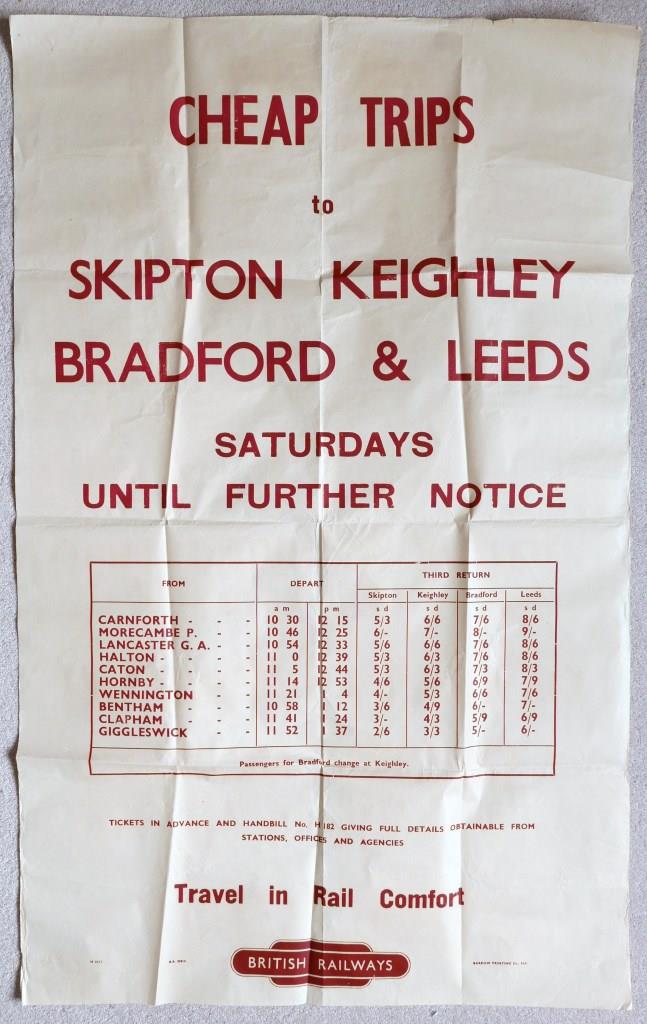 CHEAP TRIPS
to
SKIPTON KEIGHLEY
BRADFORD & LEEDS
SATURDAYS
UNTIL FURTHER NOTICE
FROM DEPART THIRD RETURN
Skipton Keighley Bradford Leeds
a m p m s d s d s d s d
CARNFORTH - - - 10 30 12 15 5/3 6/6 7/6 8/6
MORECAMBE P. - - 10 46 12 25 6/- 7/- 8/- 9/-
LANCASTER G. A. - - 10 54 12 33 5/6 6/6 7/6 8/6
HALTON - - - - 11 0 12 39 5/3 6/3 7/6 8/6
CATON - - - - 11 5 12 44 5/3 6/3 7/3 8/3
HORNBY - - - - 11 14 12 53 4/6 5/6 6/9 7/9
WENNINGTON - - 11 21 1 4 4/- 5/3 6/6 7/6
BENTHAM - - - 10 58 1 12 3/6 4/9 6/- 7/-
CLAPHAM - - - 11 41 1 24 3/- 4/3 5/9 6/9
GIGGLESWICK - - 11 52 1 37 2/6 3/3 5/- 6/-
Passengers for Bradford change at Keighley.
TICKETS IN ADVANCE AND HANDBILL No. H182 GIVING FULL DETAILS OBTAINABLE FROM
STATIONS, OFFICES AND AGENCIES
Travel in Rail Comfort
BRITISH RAILWAYS